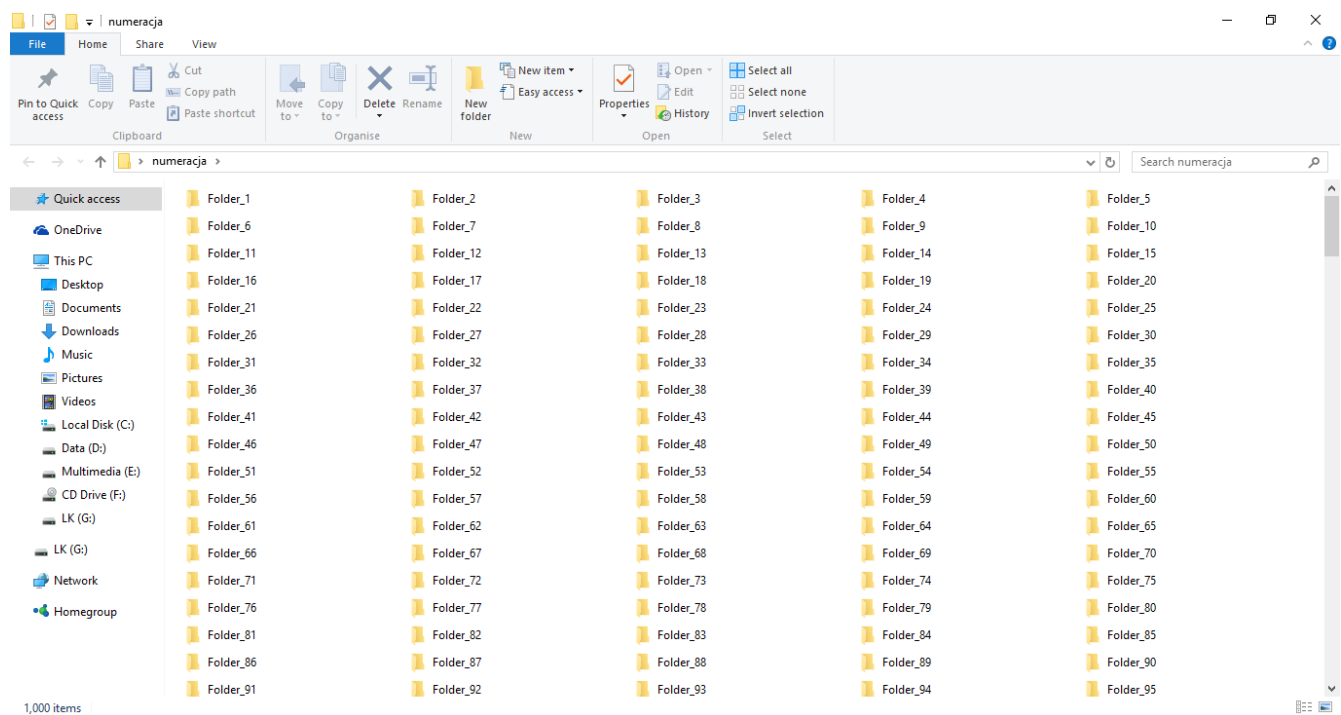 numeracja
File Home Share View
Pin to Quick access
Copy
Paste
Cut
Copy path
Paste shortcut
Clipboard
Move to
Copy to
Delete
Rename
Organise
New folder
New item
Easy access
New
Properties
Open
Edit
History
Open
Select all
Select none
Invert selection
Select
numeracja
Search numeracja
Quick access
OneDrive
This PC
Desktop
Documents
Downloads
Music
Pictures
Videos
Local Disk (C:)
Data (D:)
Multimedia (E:)
CD Drive (F:)
LK (G:)
LK (G:)
Network
Homegroup
Folder_1 Folder_2 Folder_3 Folder_4 Folder_5
Folder_6 Folder_7 Folder_8 Folder_9 Folder_10
Folder_11 Folder_12 Folder_13 Folder_14 Folder_15
Folder_16 Folder_17 Folder_18 Folder_19 Folder_20
Folder_21 Folder_22 Folder_23 Folder_24 Folder_25
Folder_26 Folder_27 Folder_28 Folder_29 Folder_30
Folder_31 Folder_32 Folder_33 Folder_34 Folder_35
Folder_36 Folder_37 Folder_38 Folder_39 Folder_40
Folder_41 Folder_42 Folder_43 Folder_44 Folder_45
Folder_46 Folder_47 Folder_48 Folder_49 Folder_50
Folder_51 Folder_52 Folder_53 Folder_54 Folder_55
Folder_56 Folder_57 Folder_58 Folder_59 Folder_60
Folder_61 Folder_62 Folder_63 Folder_64 Folder_65
Folder_66 Folder_67 Folder_68 Folder_69 Folder_70
Folder_71 Folder_72 Folder_73 Folder_74 Folder_75
Folder_76 Folder_77 Folder_78 Folder_79 Folder_80
Folder_81 Folder_82 Folder_83 Folder_84 Folder_85
Folder_86 Folder_87 Folder_88 Folder_89 Folder_90
Folder_91 Folder_92 Folder_93 Folder_94 Folder_95
1,000 items